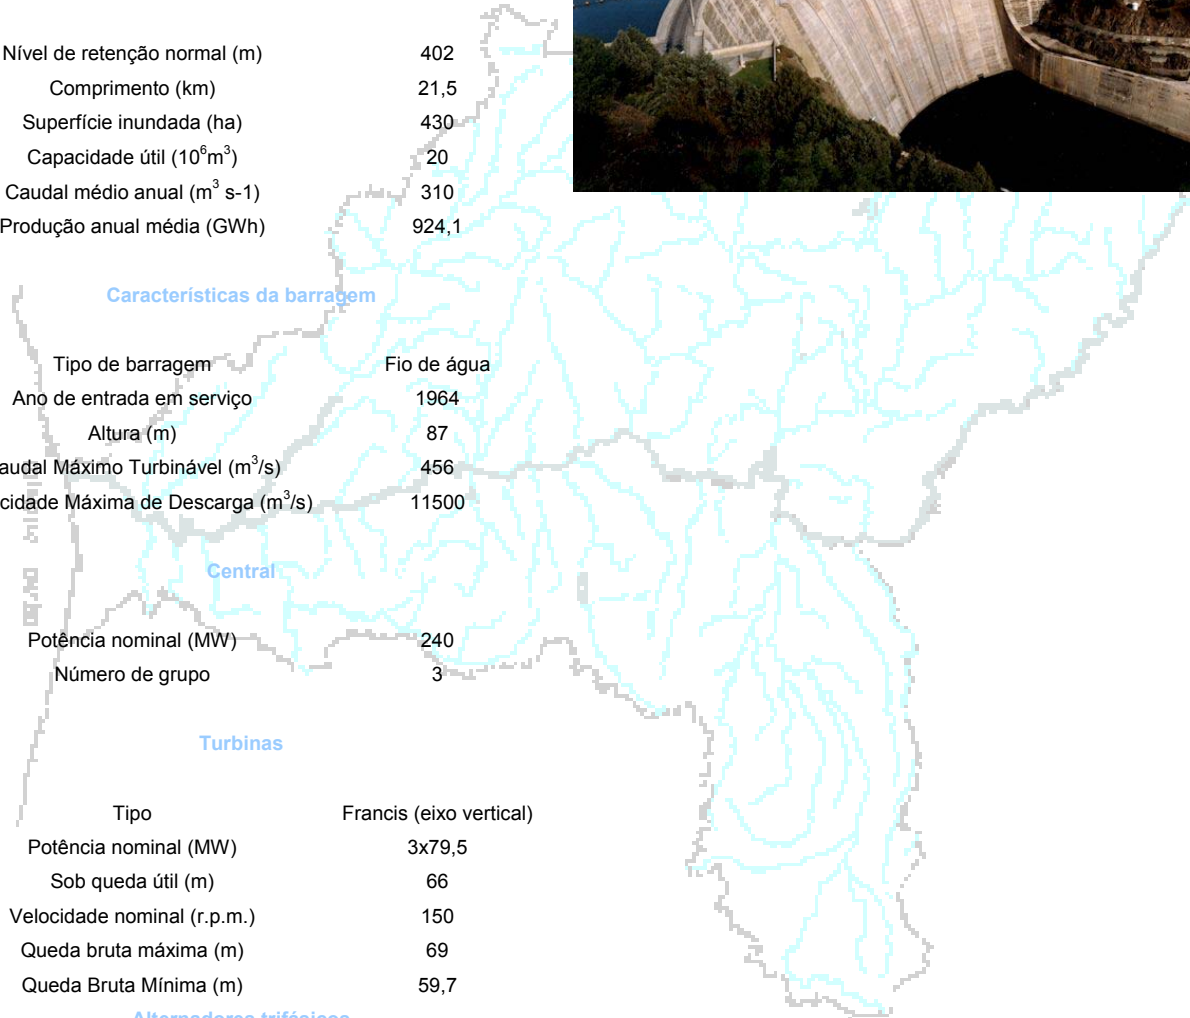 Nível de retenção normal (m) 402
Comprimento (km) 21,5
Superfície inundada (ha) 430
Capacidade útil (10⁶m³) 20
Caudal médio anual (m³ s-1) 310
Produção anual média (GWh) 924,1
Características da barragem
Tipo de barragem Fio de água
Ano de entrada em serviço 1964
Altura (m) 87
audal Máximo Turbinável (m³/s) 456
cidade Máxima de Descarga (m³/s) 11500
Central
Potência nominal (MW) 240
Número de grupo 3
Turbinas
Tipo Francis (eixo vertical)
Potência nominal (MW) 3x79,5
Sob queda útil (m) 66
Velocidade nominal (r.p.m.) 150
Queda bruta máxima (m) 69
Queda Bruta Mínima (m) 59,7
Alternadores trifásicos